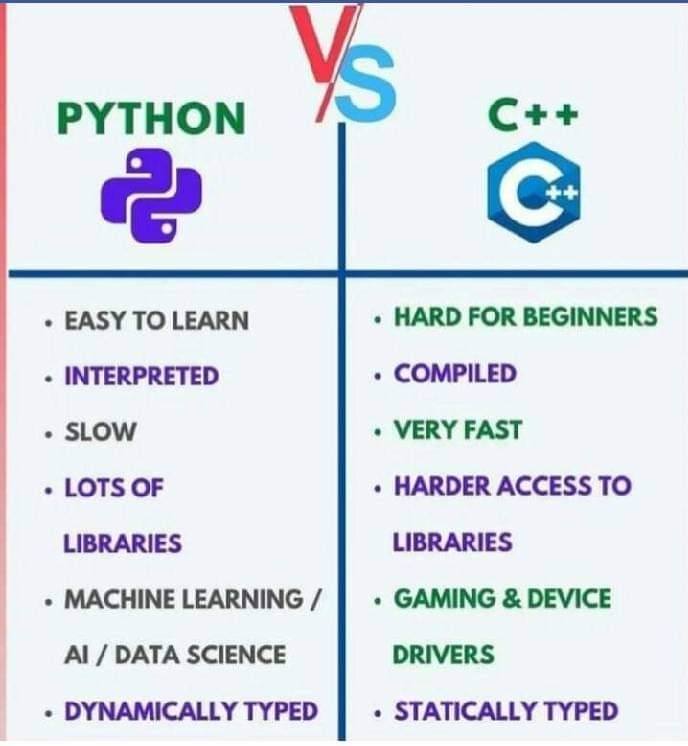 VS
PYTHON
C++
C++
• EASY TO LEARN
• INTERPRETED
• SLOW
• LOTS OF
LIBRARIES
• MACHINE LEARNING /
AI / DATA SCIENCE
• DYNAMICALLY TYPED
• HARD FOR BEGINNERS
• COMPILED
• VERY FAST
• HARDER ACCESS TO
LIBRARIES
• GAMING & DEVICE
DRIVERS
• STATICALLY TYPED